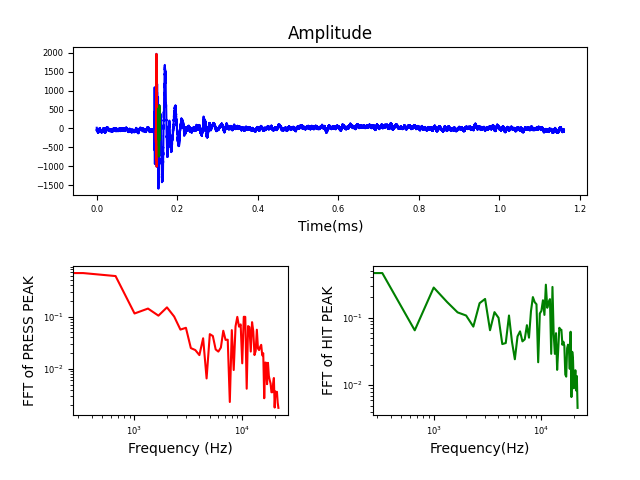 Amplitude
2000
1500
1000
500
0
−500
−1000
−1500
0.0 0.2 0.4 0.6 0.8 1.0 1.2
Time(ms)
FFT of PRESS PEAK
10⁻¹
10⁻²
10³ 10⁴
Frequency (Hz)
FFT of HIT PEAK
10⁻¹
10⁻²
10³ 10⁴
Frequency(Hz)